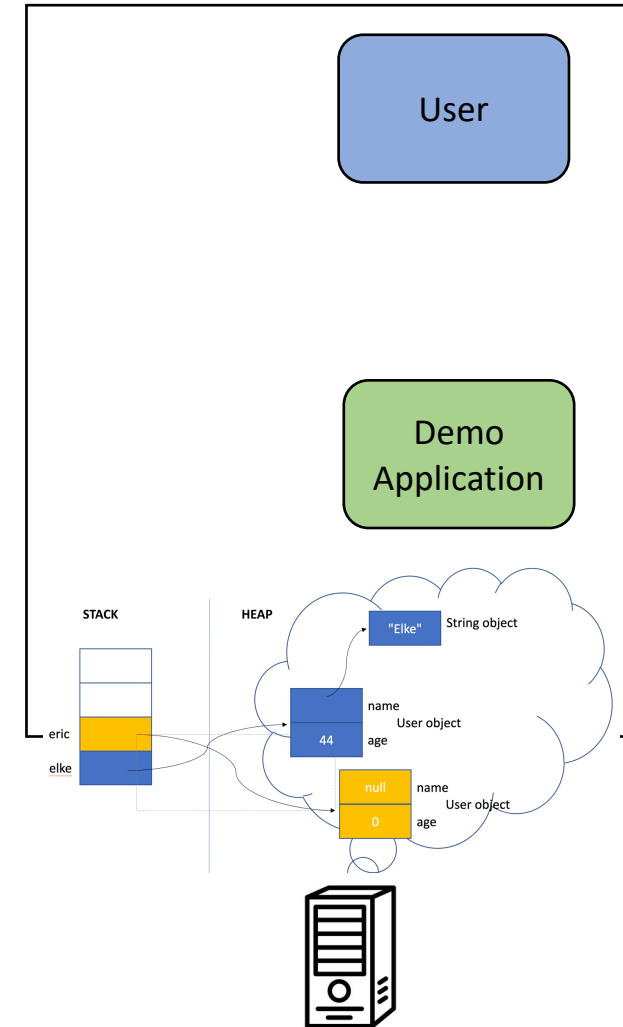 User
Demo
Application
STACK
HEAP
"Elke"
String object
name
User object
44
age
eric
elke
null
name
User object
0
age